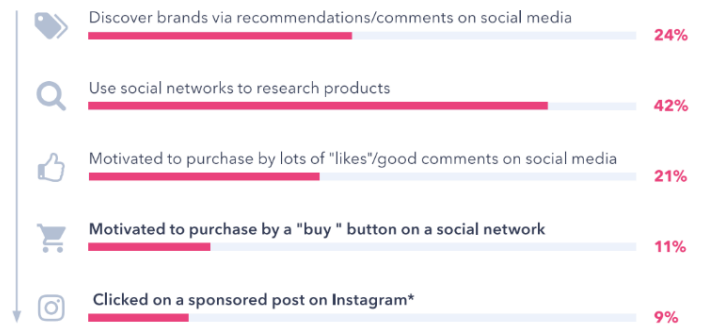 Discover brands via recommendations/comments on social media
24%
Use social networks to research products
42%
Motivated to purchase by lots of "likes"/good comments on social media
21%
Motivated to purchase by a "buy " button on a social network
11%
Clicked on a sponsored post on Instagram*
9%